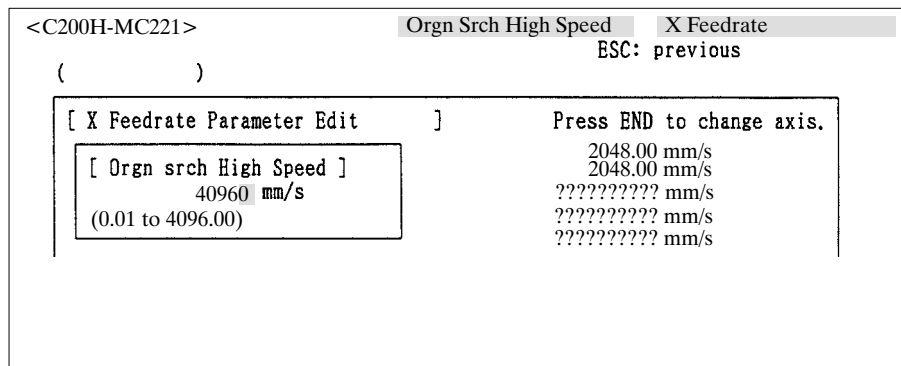 <C200H-MC221> Orgn Srch High Speed X Feedrate
ESC: previous
( )
[ X Feedrate Parameter Edit ] Press END to change axis.
[ Orgn srch High Speed ] 2048.00 mm/s
2048.00 mm/s
40960 mm/s ?????????? mm/s
(0.01 to 4096.00) ?????????? mm/s
?????????? mm/s